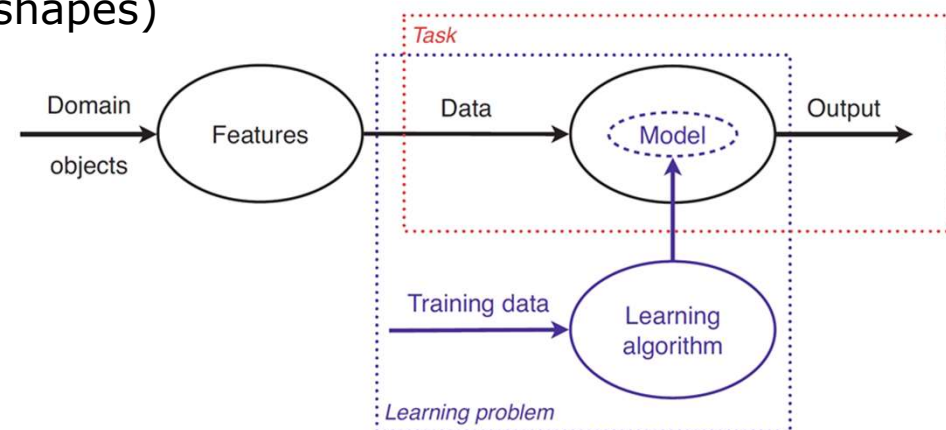 shapes)
Task
Domain
objects
Features
Data
Model
Output
Training data
Learning
algorithm
Learning problem